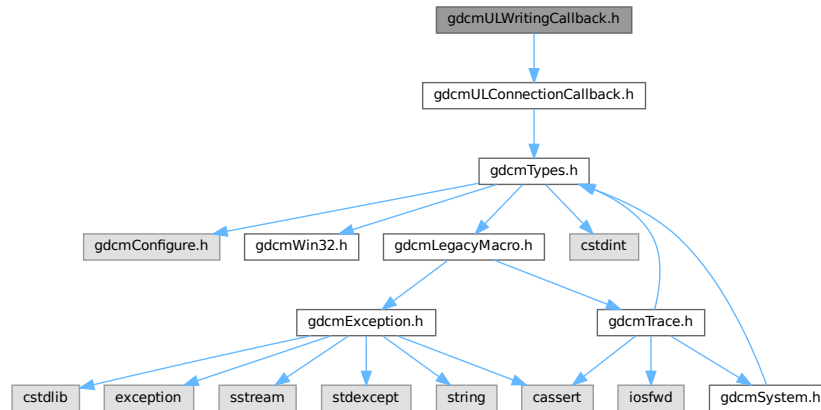 gdcmULWritingCallback.h
gdcmULConnectionCallback.h
gdcmTypes.h
gdcmConfigure.h
gdcmWin32.h
gdcmLegacyMacro.h
cstdint
gdcmException.h
gdcmTrace.h
cstdlib
exception
sstream
stdexcept
string
cassert
iosfwd
gdcmSystem.h